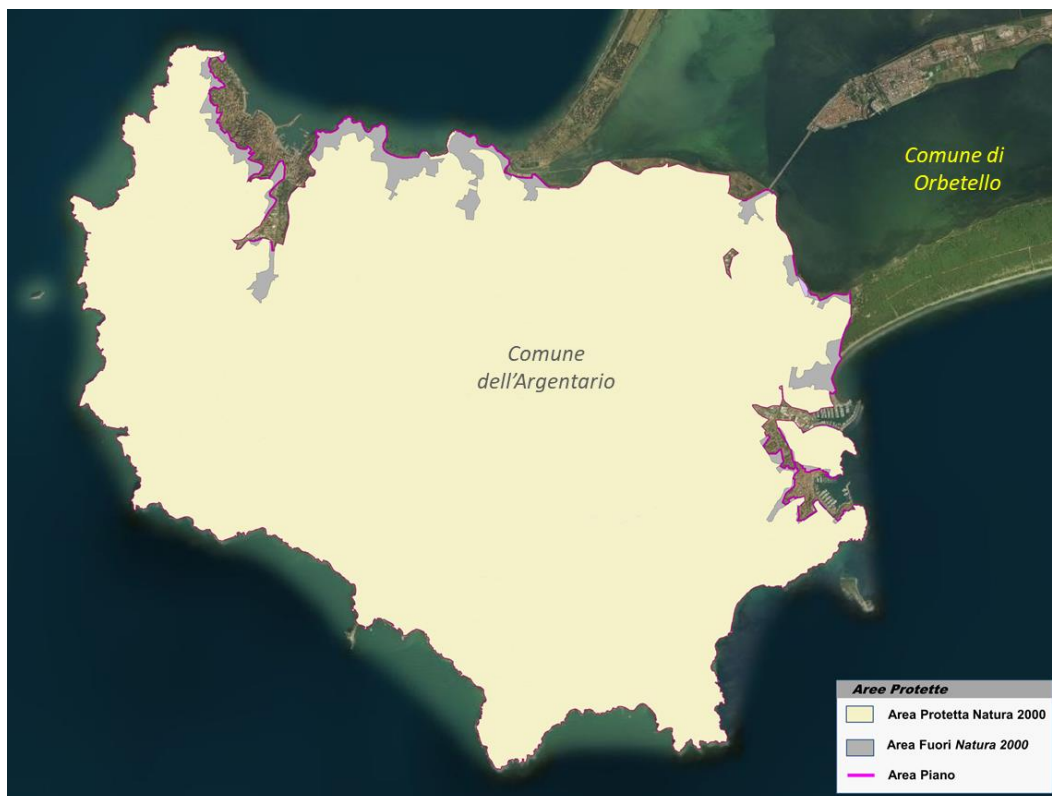 Comune di
Orbetello
Comune
dell'Argentario
Aree Protette
Area Protetta Natura 2000
Area Fuori Natura 2000
Area Piano